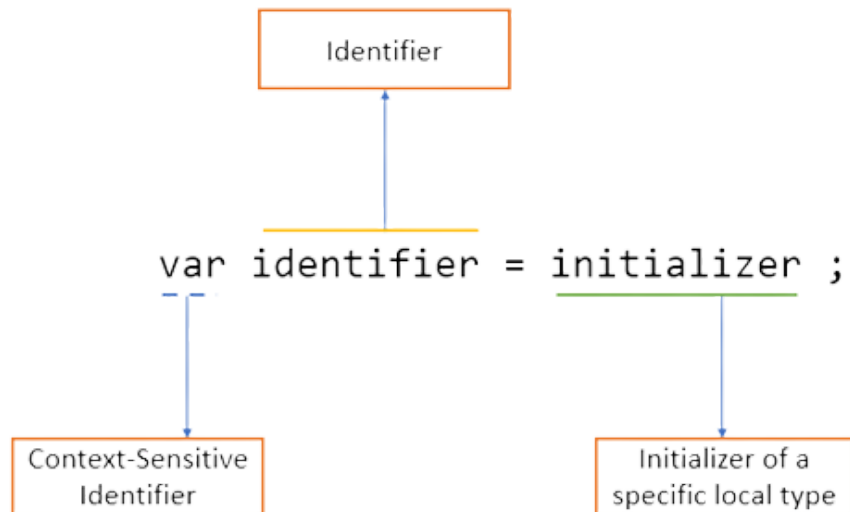 Identifier
var identifier = initializer ;
Context-Sensitive
Identifier
Initializer of a
specific local type